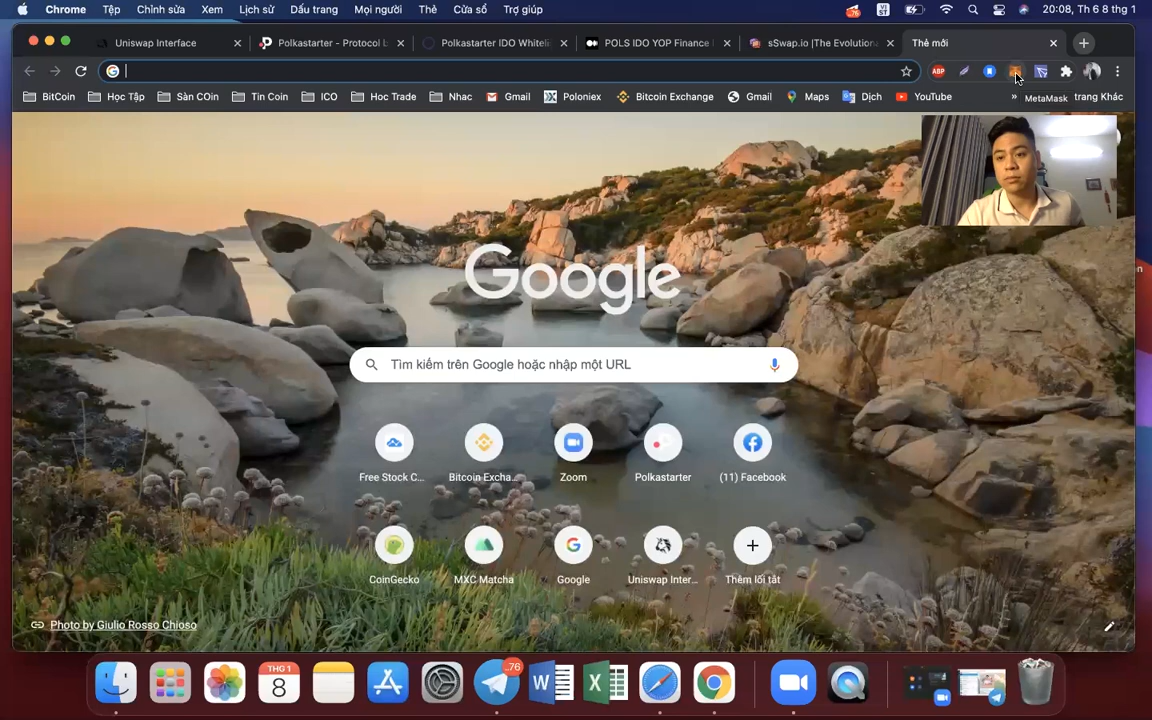 Chrome Tệp Chỉnh sửa Xem Lịch sử Dấu trang Mọi người Thẻ Cửa sổ Trợ giúp 20:08, Th 6 8 thg 1
Uniswap Interface Polkastarter - Protocol Polkastarter IDO Whiteli POLS IDO YOP Finance sSwap.io |The Evolution Thẻ mới
ABP
BitCoin Học Tập Sàn COin Tin Coin ICO Hoc Trade Nhac Gmail Poloniex Bitcoin Exchange Gmail Maps Dịch YouTube » MetaMask trang Khác
Google
Tìm kiếm trên Google hoặc nhập một URL
Free Stock C... Bitcoin Excha... Zoom Polkastarter (11) Facebook
CoinGecko MXC Matcha Google Uniswap Inter... Thêm lối tắt
Photo by Giulio Rosso Chioso
THG 1
8
..76